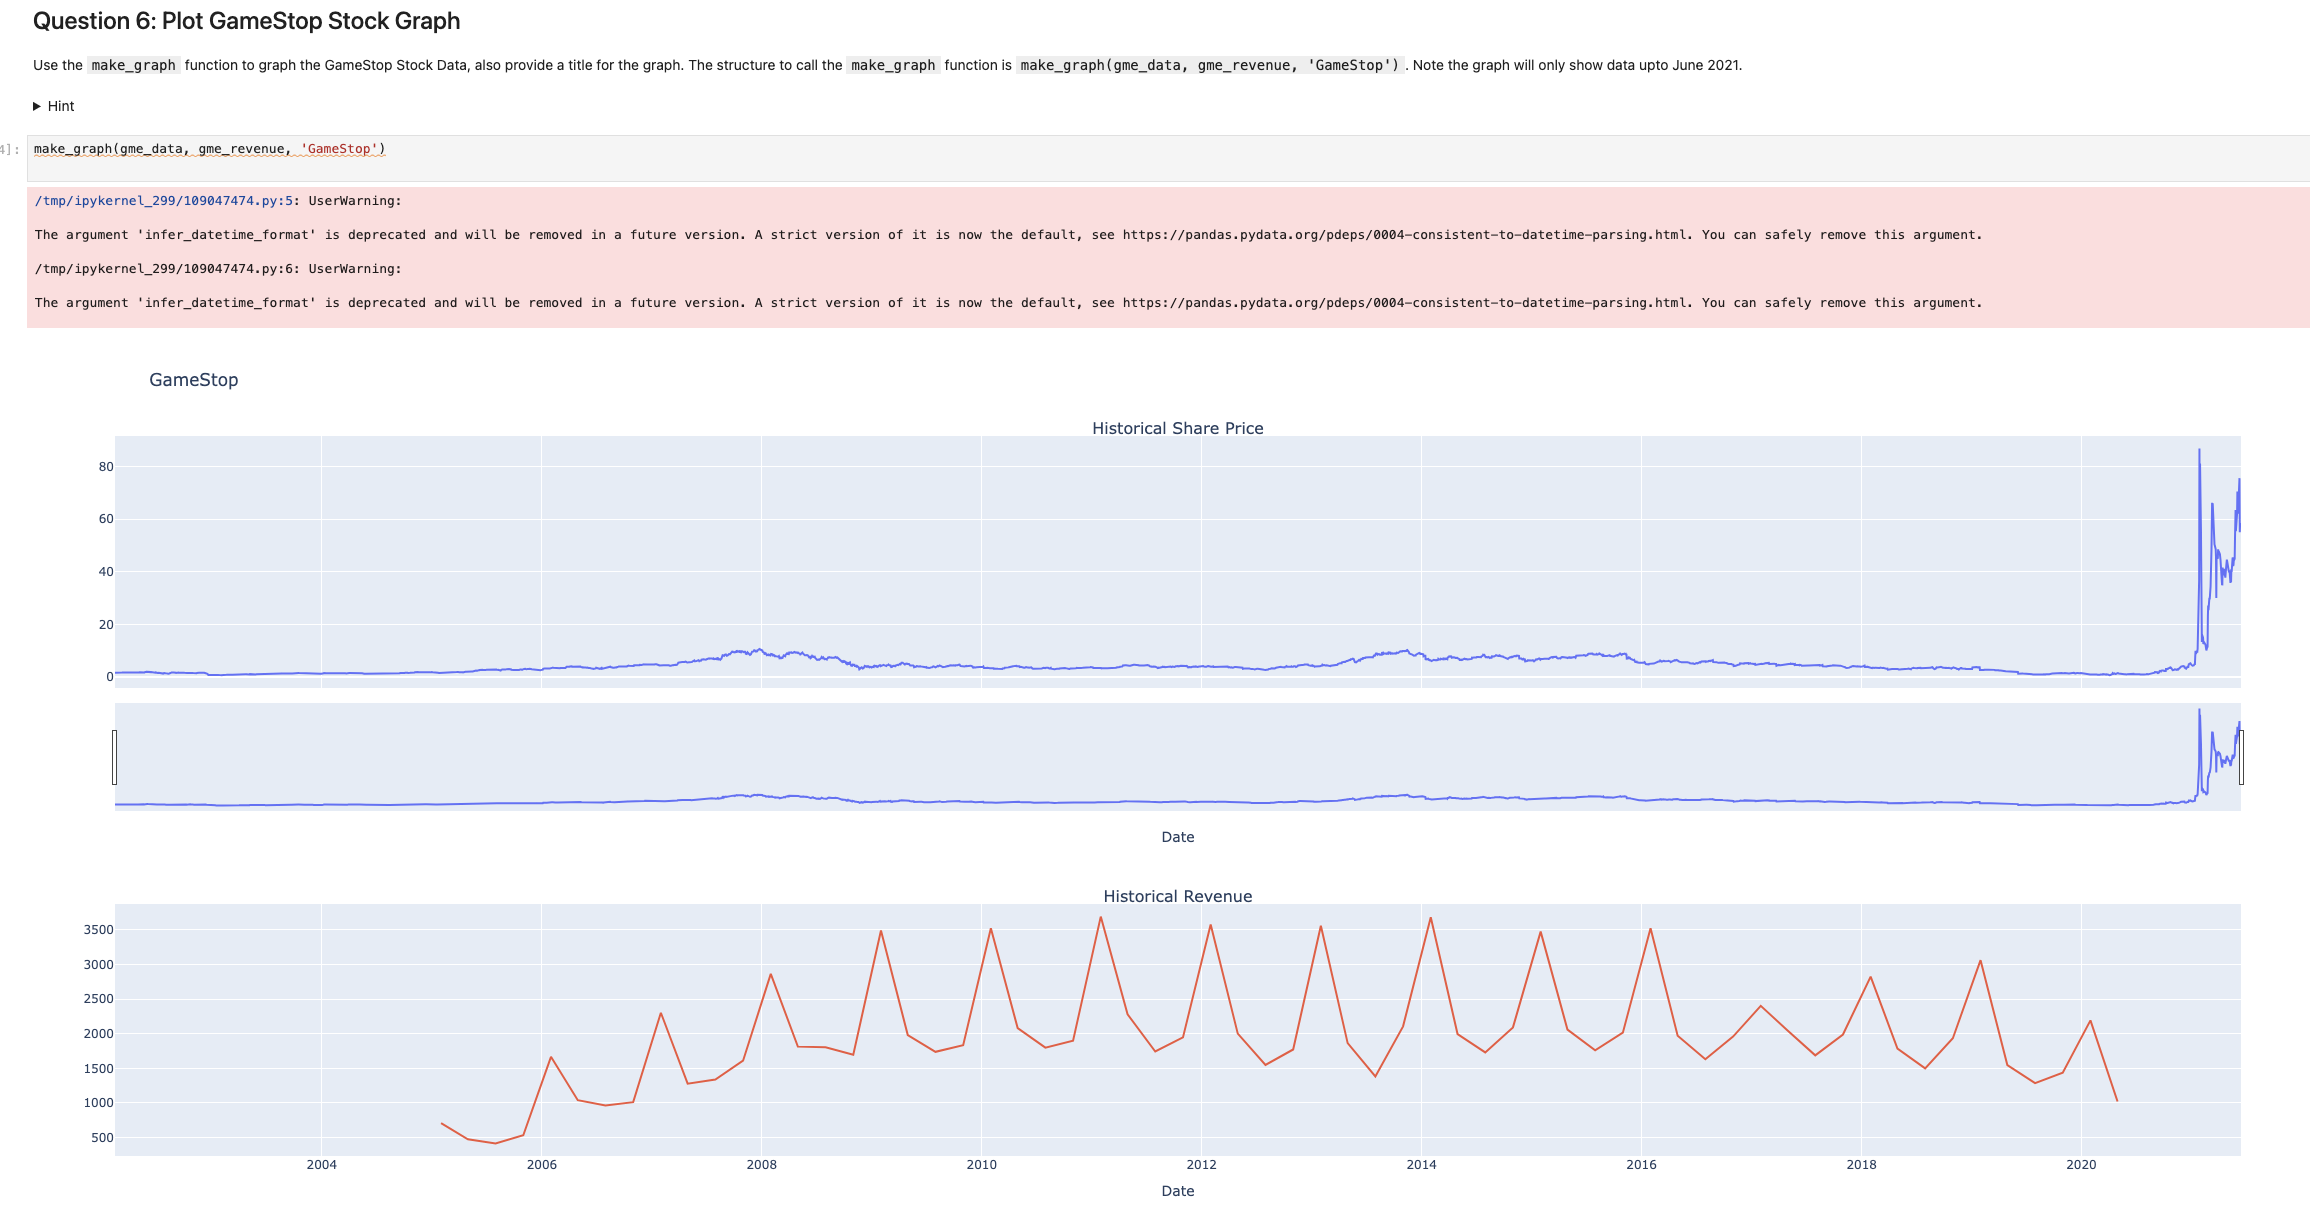 Question 6: Plot GameStop Stock Graph
Use the make_graph function to graph the GameStop Stock Data, also provide a title for the graph. The structure to call the make_graph function is make_graph(gme_data, gme_revenue, 'GameStop') . Note the graph will only show data upto June 2021.
Hint
4]: make_graph(gme_data, gme_revenue, 'GameStop')
/tmp/ipykernel_299/109047474.py:5: UserWarning:
The argument 'infer_datetime_format' is deprecated and will be removed in a future version. A strict version of it is now the default, see https://pandas.pydata.org/pdeps/0004-consistent-to-datetime-parsing.html. You can safely remove this argument.
/tmp/ipykernel_299/109047474.py:6: UserWarning:
The argument 'infer_datetime_format' is deprecated and will be removed in a future version. A strict version of it is now the default, see https://pandas.pydata.org/pdeps/0004-consistent-to-datetime-parsing.html. You can safely remove this argument.
GameStop
Historical Share Price
80
60
40
20
0
Date
Historical Revenue
3500
3000
2500
2000
1500
1000
500
2004 2006 2008 2010 2012 2014 2016 2018 2020
Date